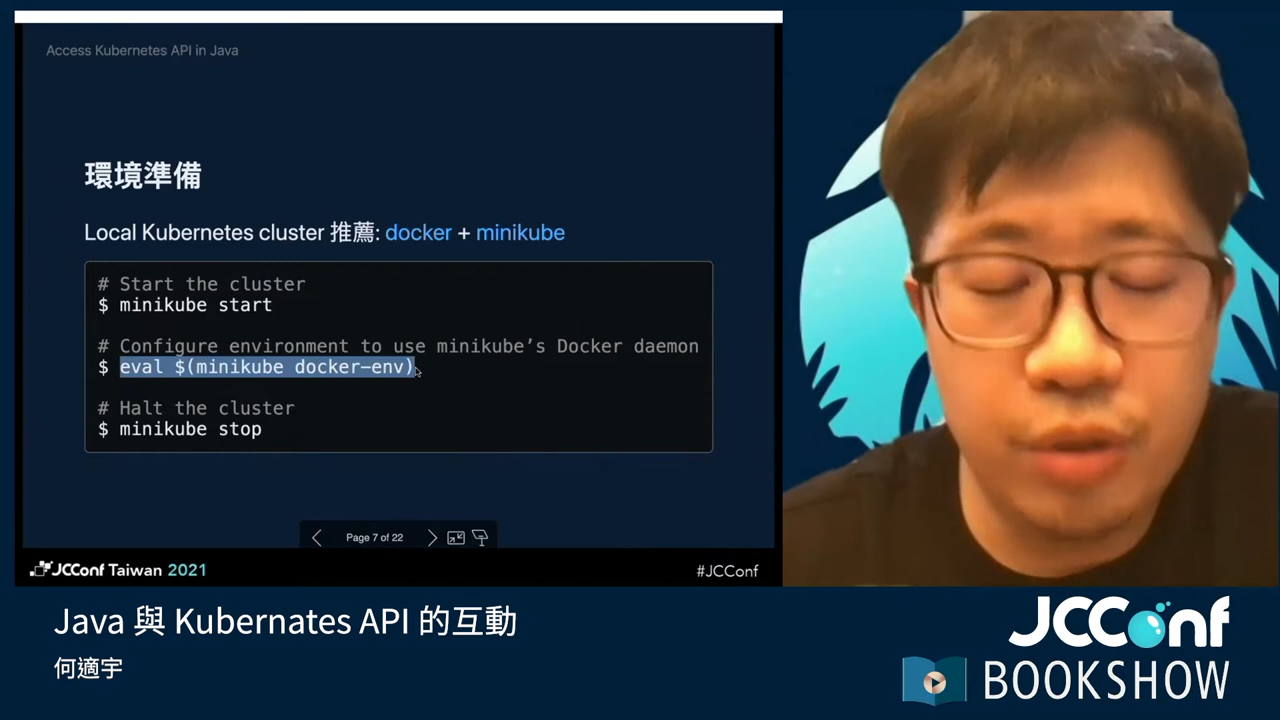 Access Kubernetes API in Java
環境準備
Local Kubernetes cluster 推薦: docker + minikube
# Start the cluster
$ minikube start
# Configure environment to use minikube’s Docker daemon
$ eval $(minikube docker-env)
# Halt the cluster
$ minikube stop
Page 7 of 22
JCConf Taiwan 2021
#JCConf
Java 與 Kubernates API 的互動
何適宇
JCConf
BOOKSHOW